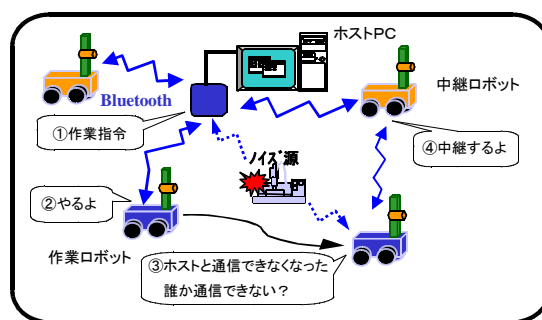 ホストPC
Bluetooth
中継ロボット
①作業指令
ノイズ源
④中継するよ
②やるよ
作業ロボット
③ホストと通信できなくなった
誰か通信できない?